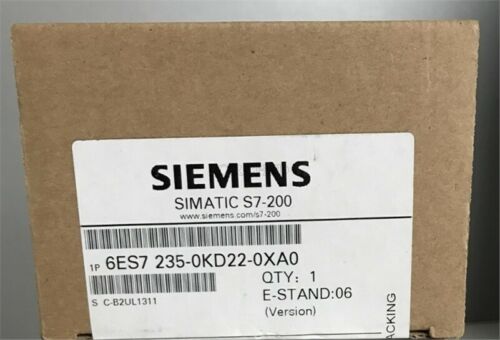 SIEMENS
SIMATIC S7-200
www.siemens.com/s7-200
1P 6ES7 235-0KD22-0XA0
QTY: 1
S C-B2UL1311
E-STAND:06
(Version)